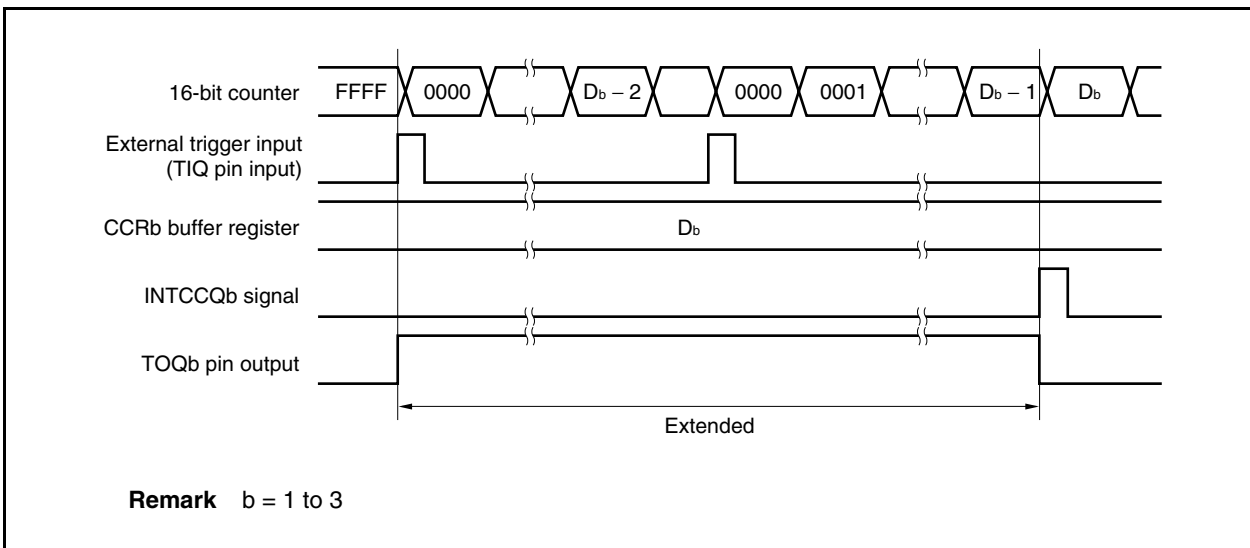 16-bit counter FFFF 0000 Db − 2 0000 0001 Db − 1 Db
External trigger input
(TIQ pin input)
CCRb buffer register Db
INTCCQb signal
TOQb pin output
Extended
Remark b = 1 to 3